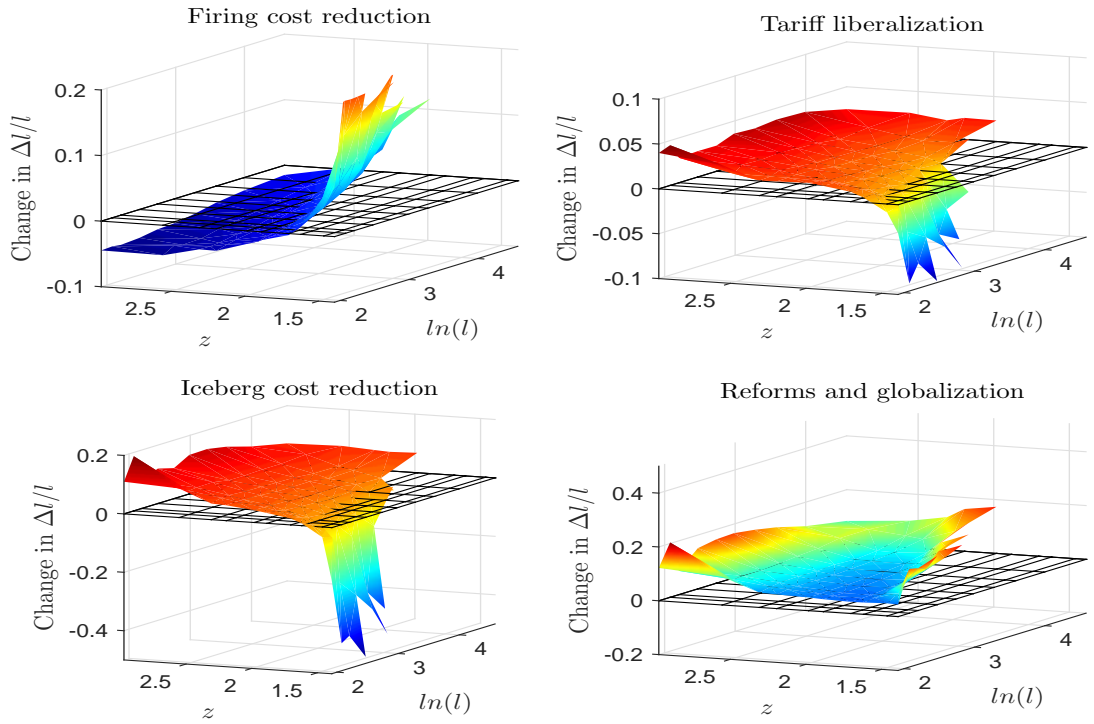 Firing cost reduction
0.2
0.1
0
-0.1
Change in Δl/l
2.5
2
1.5
z
2
3
4
ln(l)
Tariff liberalization
0.1
0.05
0
-0.05
-0.1
Change in Δl/l
2.5
2
1.5
z
2
3
4
ln(l)
Iceberg cost reduction
0.2
0
-0.2
-0.4
Change in Δl/l
2.5
2
1.5
z
2
3
4
ln(l)
Reforms and globalization
0.4
0.2
0
-0.2
Change in Δl/l
2.5
2
1.5
z
2
3
4
ln(l)